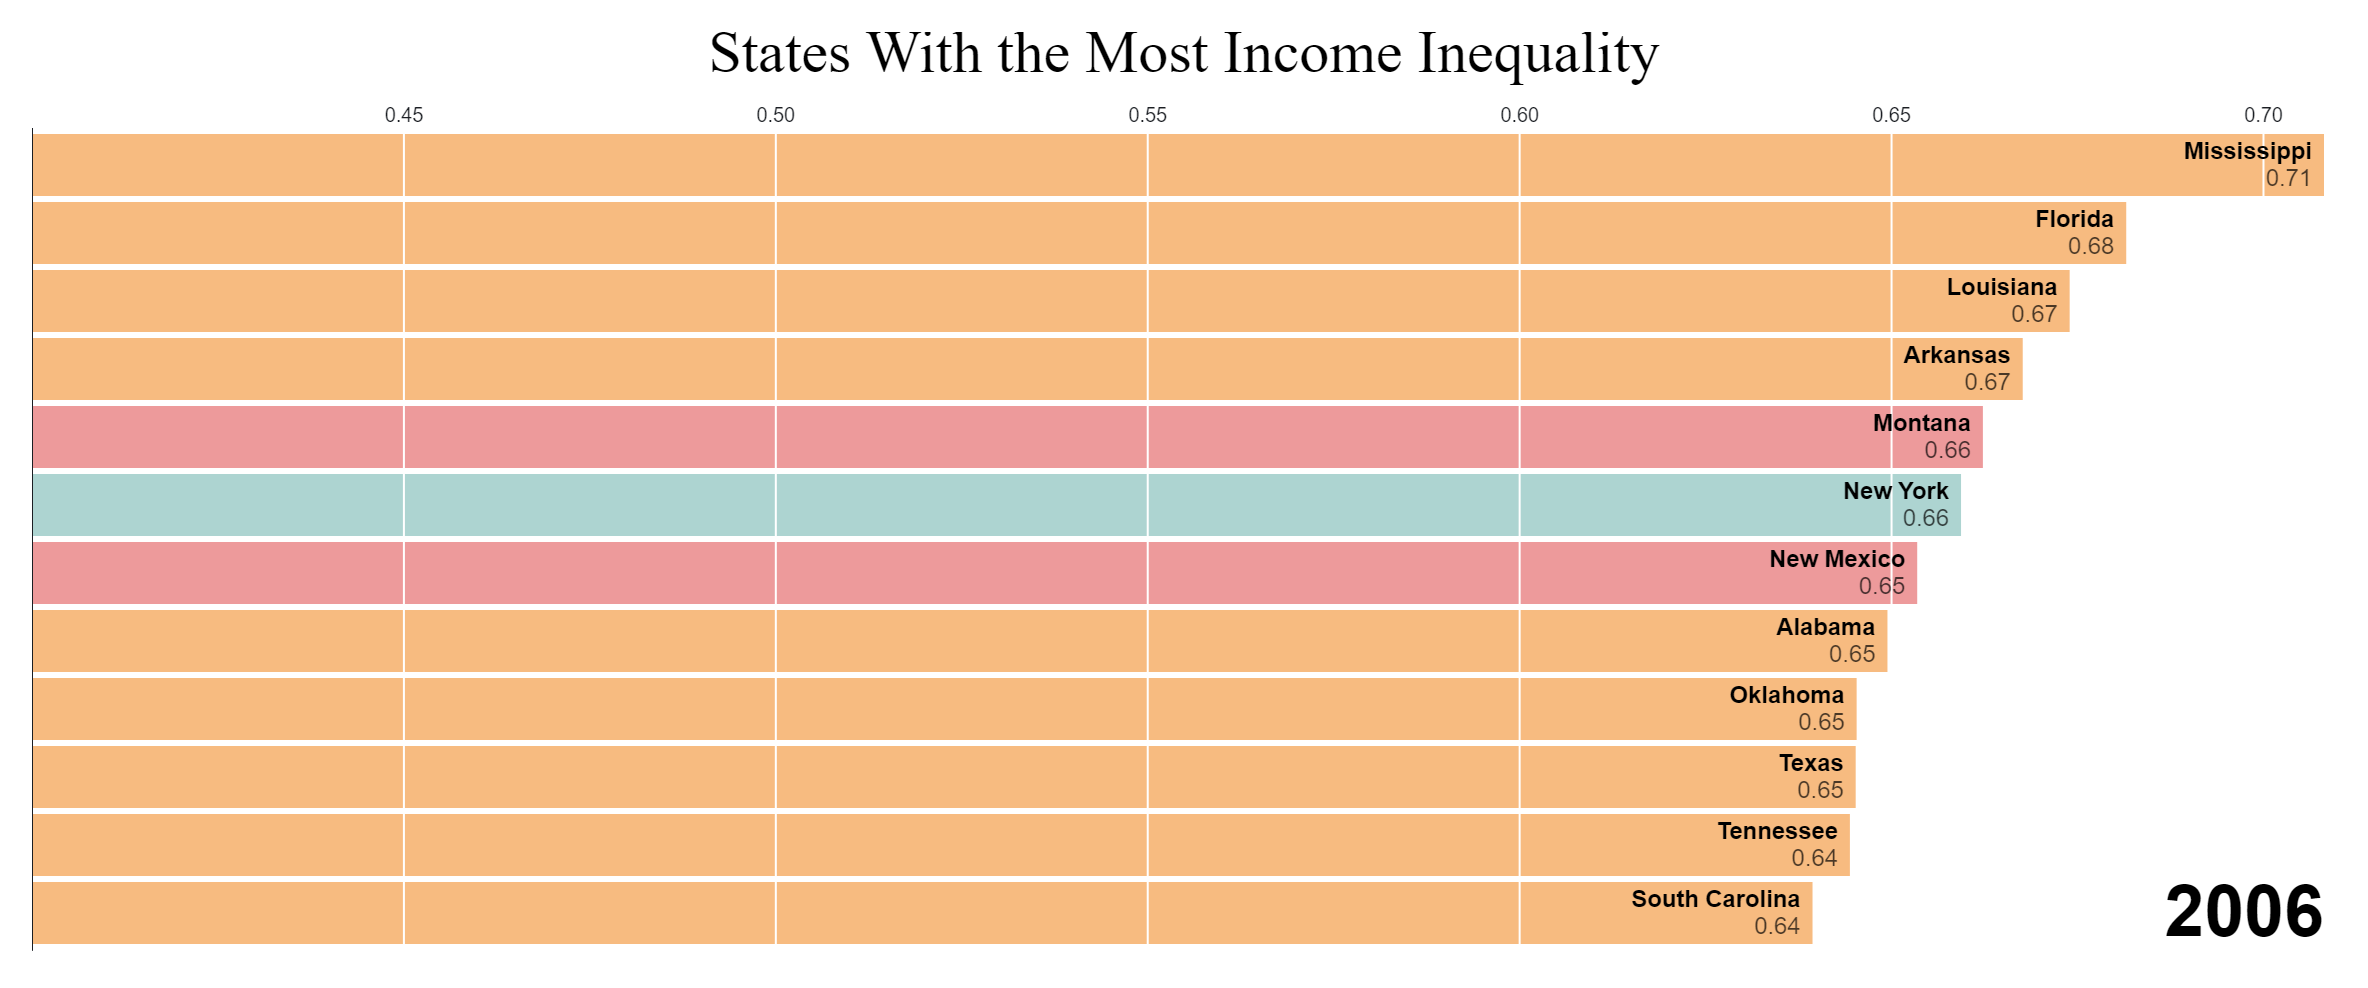 States With the Most Income Inequality
0.45 0.50 0.55 0.60 0.65 0.70
Mississippi
0.71
Florida
0.68
Louisiana
0.67
Arkansas
0.67
Montana
0.66
New York
0.66
New Mexico
0.65
Alabama
0.65
Oklahoma
0.65
Texas
0.65
Tennessee
0.64
South Carolina
0.64
2006